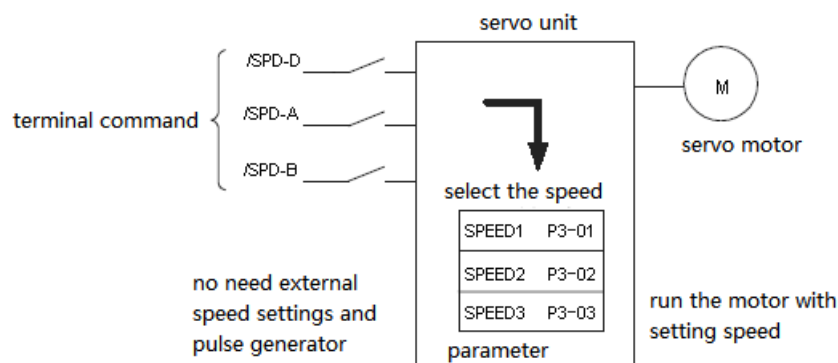 servo unit
/SPD-D
/SPD-A
/SPD-B
terminal command
M
servo motor
select the speed
SPEED1 P3-01
SPEED2 P3-02
SPEED3 P3-03
parameter
no need external
speed settings and
pulse generator
run the motor with
setting speed